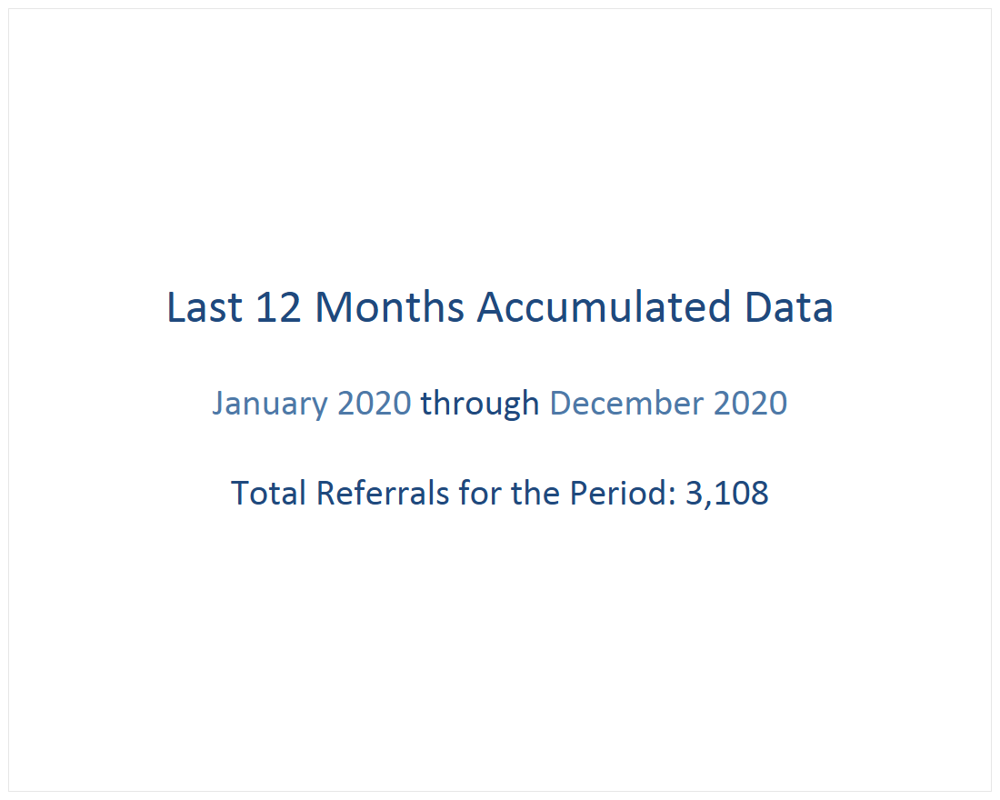 Last 12 Months Accumulated Data
January 2020 through December 2020
Total Referrals for the Period: 3,108